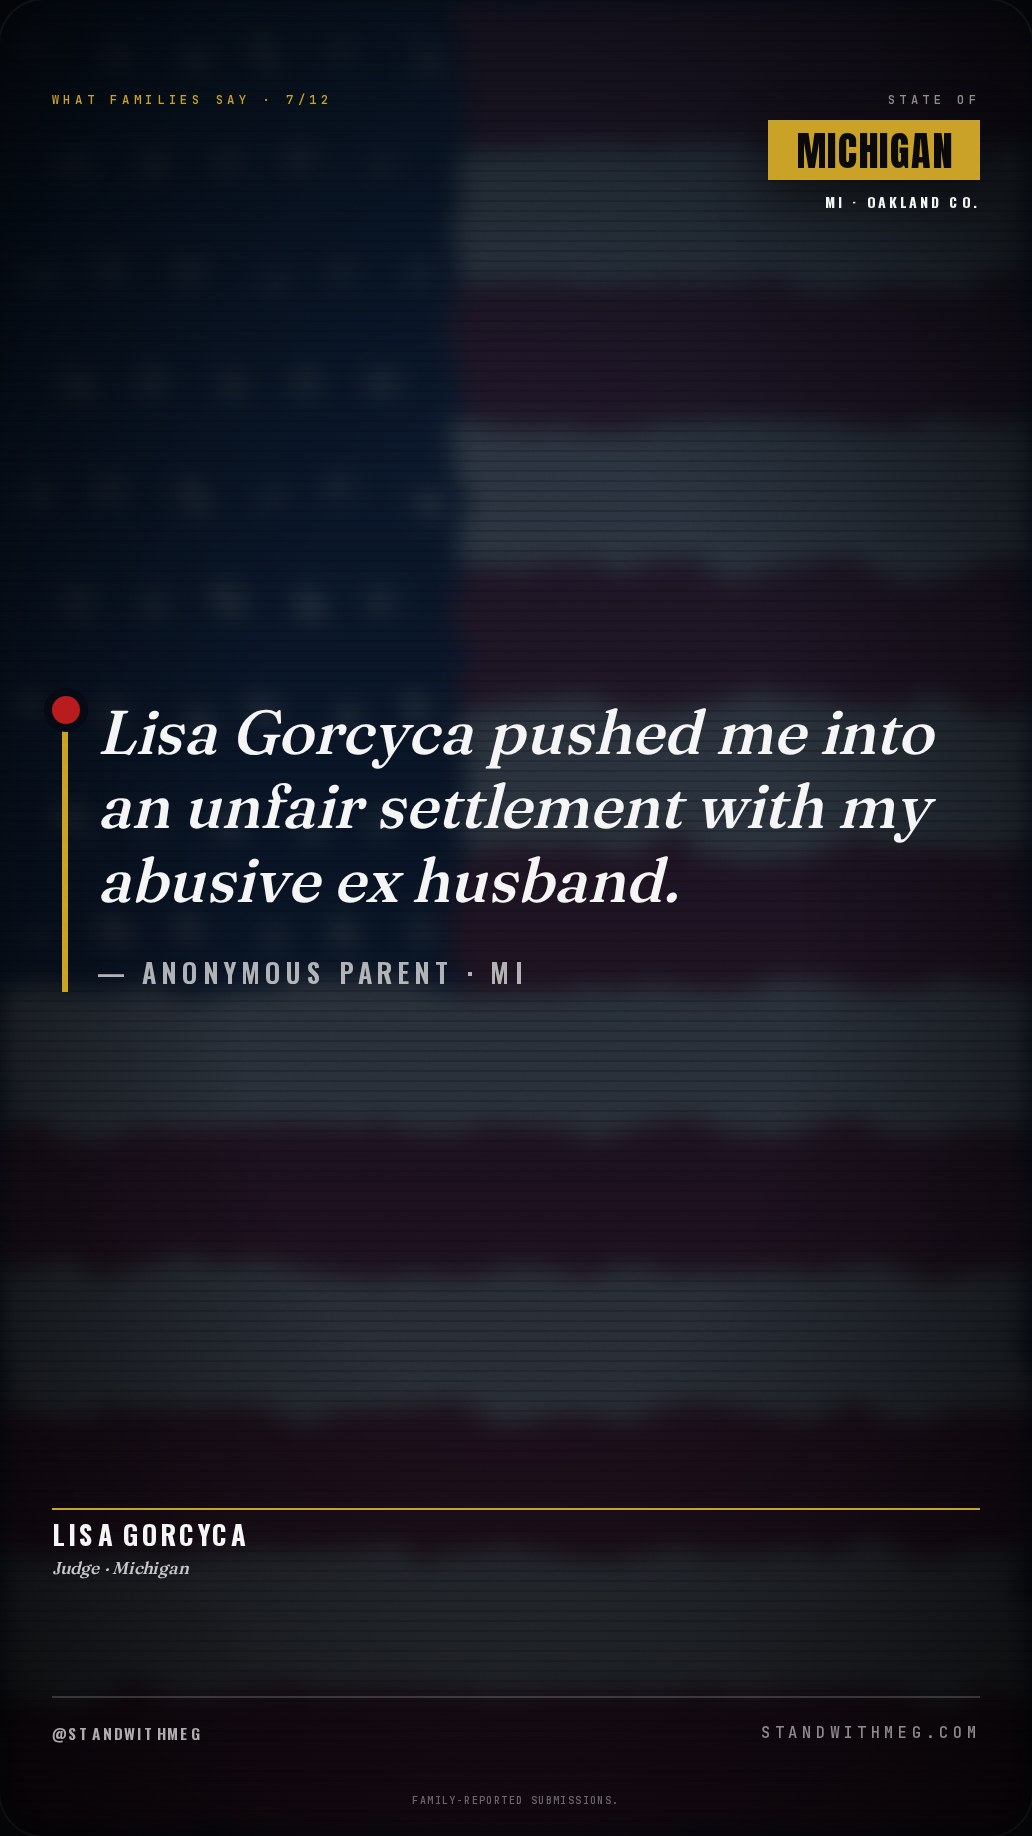 WHAT FAMILIES SAY · 7/12
STATE OF
MICHIGAN
MI · OAKLAND CO.
Lisa Gorcyca pushed me into
an unfair settlement with my
abusive ex husband.
— ANONYMOUS PARENT · MI
LISA GORCYCA
Judge · Michigan
@STANDWITHMEG
STANDWITHMEG.COM
FAMILY-REPORTED SUBMISSIONS.